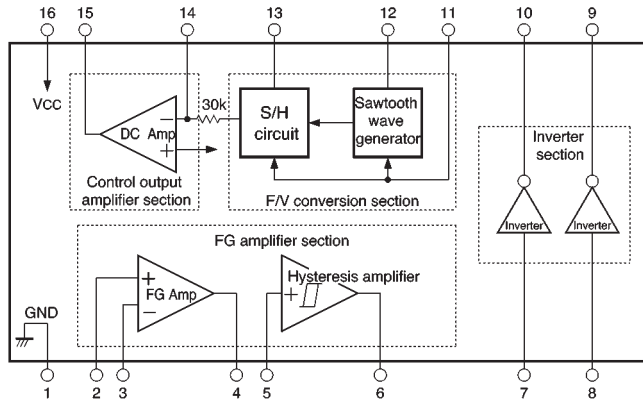 16 15 14 13 12 11 10 9
VCC
DC Amp
−
+
30k
S/H
circuit
Sawtooth
wave
generator
Control output
amplifier section
F/V conversion section
Inverter
section
Inverter
Inverter
FG amplifier section
+
FG Amp
−
Hysteresis amplifier
+
GND
1 2 3 4 5 6 7 8